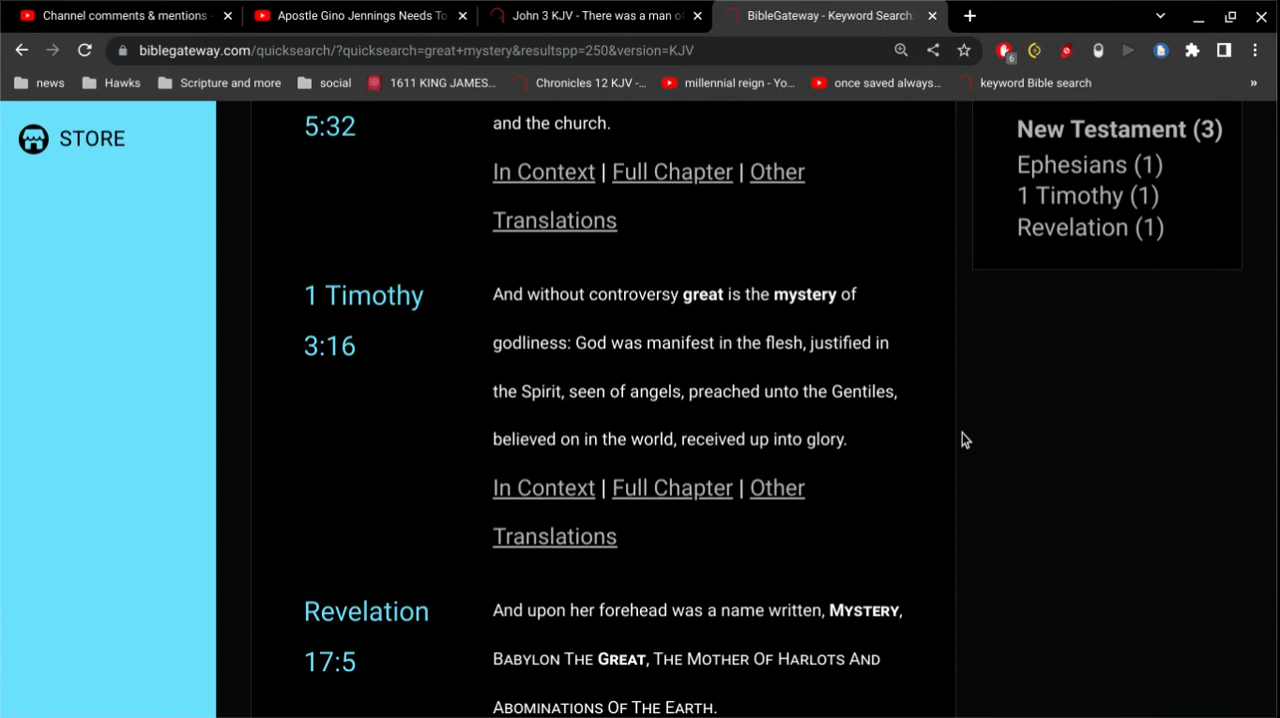 Channel comments & mentions -
Apostle Gino Jennings Needs To
John 3 KJV - There was a man of
BibleGateway - Keyword Search:
biblegateway.com/quicksearch/?quicksearch=great+mystery&resultspp=250&version=KJV
6
news
Hawks
Scripture and more
social
1611 KING JAMES...
Chronicles 12 KJV -...
millennial reign - Yo...
once saved always...
keyword Bible search
»
STORE
5:32
and the church.
In Context | Full Chapter | Other
Translations
New Testament (3)
Ephesians (1)
1 Timothy (1)
Revelation (1)
1 Timothy
3:16
And without controversy great is the mystery of
godliness: God was manifest in the flesh, justified in
the Spirit, seen of angels, preached unto the Gentiles,
believed on in the world, received up into glory.
In Context | Full Chapter | Other
Translations
Revelation
17:5
And upon her forehead was a name written, MYSTERY,
BABYLON THE GREAT, THE MOTHER OF HARLOTS AND
ABOMINATIONS OF THE EARTH.